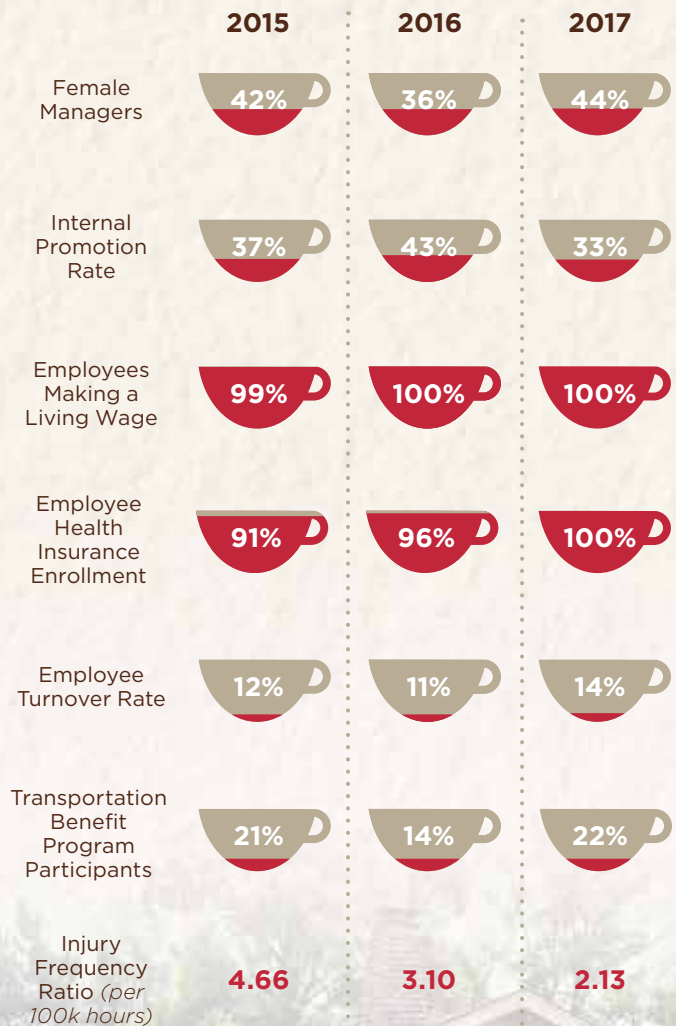 2015 2016 2017
Female
Managers
42% 36% 44%
Internal
Promotion
Rate
37% 43% 33%
Employees
Making a
Living Wage
99% 100% 100%
Employee
Health
Insurance
Enrollment
91% 96% 100%
Employee
Turnover Rate
12% 11% 14%
Transportation
Benefit
Program
Participants
21% 14% 22%
Injury
Frequency
Ratio (per
100k hours)
4.66 3.10 2.13